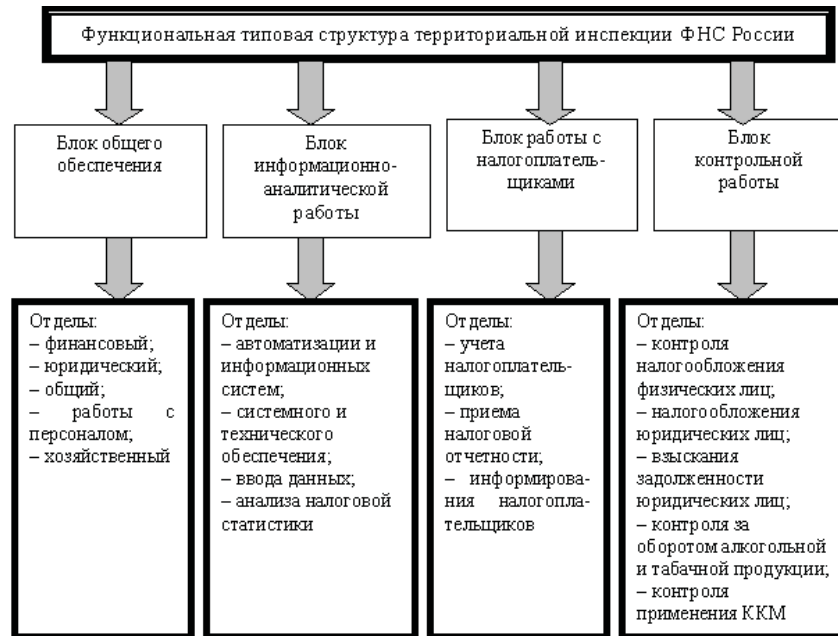 Функциональная типовая структура территориальной инспекции ФНС России
Блок общего
обеспечения
Блок
информационно-
аналитической
работы
Блок работы с
налогоплатель-
щиками
Блок
контрольной
работы
Отделы:
– финансовый;
– юридический;
– общий;
– работы с
персоналом;
– хозяйственный
Отделы:
– автоматизации и
информационных
систем;
– системного и
технического
обеспечения;
– ввода данных;
– анализа налоговой
статистики
Отделы:
– учета
налогоплатель-
щиков;
– приема
налоговой
отчетности;
– информирова-
ния налогопла-
тельщиков
Отделы:
– контроля
налогообложения
физических лиц;
– налогообложения
юридических лиц;
– взыскания
задолженности
юридических лиц;
– контроля за
оборотом алкогольной
и табачной продукции;
– контроля
применения ККМ